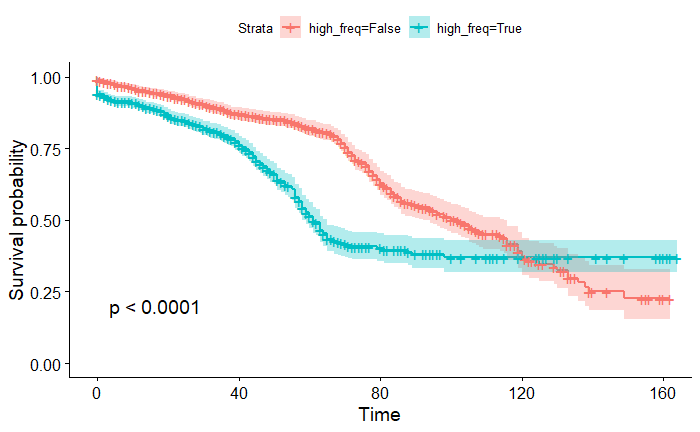 Strata high_freq=False high_freq=True
Survival probability
1.00
0.75
0.50
0.25
0.00
p < 0.0001
0 40 80 120 160
Time